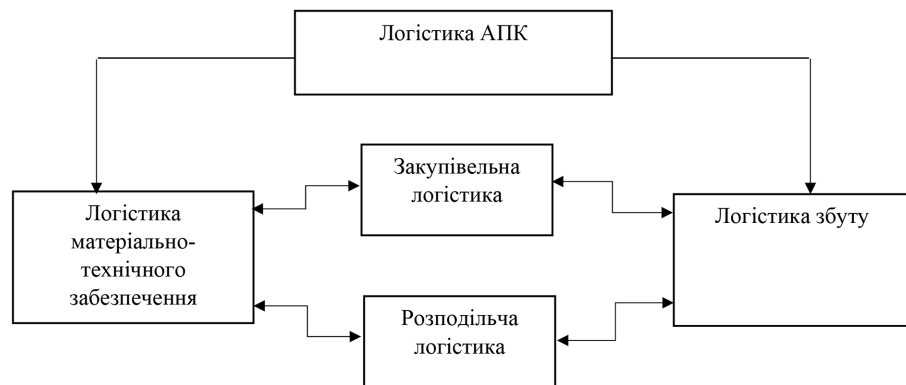 Логістика АПК
Закупівельна
логістика
Логістика
матеріально-
технічного
забезпечення
Логістика збуту
Розподільча
логістика